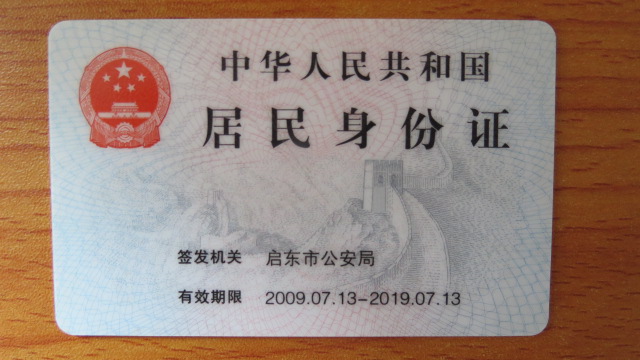 中华人民共和国
居民身份证
签发机关 启东市公安局
有效期限 2009.07.13-2019.07.13